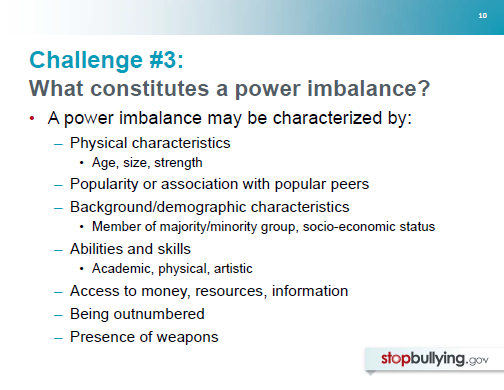 10
Challenge #3:
What constitutes a power imbalance?
• A power imbalance may be characterized by:
– Physical characteristics
• Age, size, strength
– Popularity or association with popular peers
– Background/demographic characteristics
• Member of majority/minority group, socio-economic status
– Abilities and skills
• Academic, physical, artistic
– Access to money, resources, information
– Being outnumbered
– Presence of weapons
stopbullying.gov